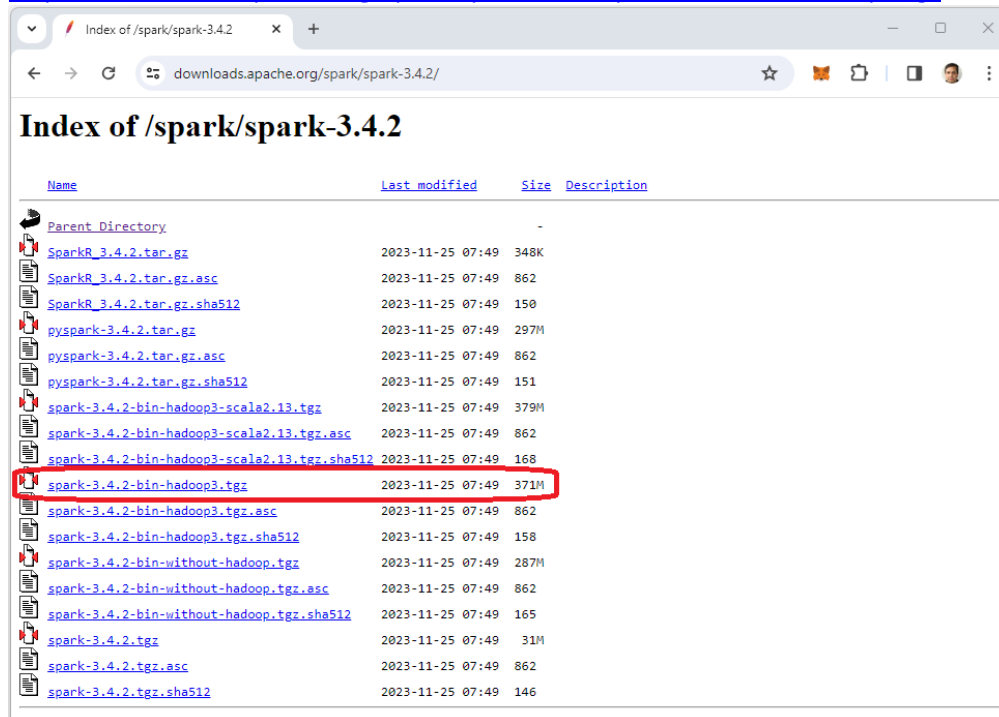 Index of /spark/spark-3.4.2
downloads.apache.org/spark/spark-3.4.2/
Index of /spark/spark-3.4.2
Name Last modified Size Description
Parent Directory -
SparkR_3.4.2.tar.gz 2023-11-25 07:49 348K
SparkR_3.4.2.tar.gz.asc 2023-11-25 07:49 862
SparkR_3.4.2.tar.gz.sha512 2023-11-25 07:49 150
pyspark-3.4.2.tar.gz 2023-11-25 07:49 297M
pyspark-3.4.2.tar.gz.asc 2023-11-25 07:49 862
pyspark-3.4.2.tar.gz.sha512 2023-11-25 07:49 151
spark-3.4.2-bin-hadoop3-scala2.13.tgz 2023-11-25 07:49 379M
spark-3.4.2-bin-hadoop3-scala2.13.tgz.asc 2023-11-25 07:49 862
spark-3.4.2-bin-hadoop3-scala2.13.tgz.sha512 2023-11-25 07:49 168
spark-3.4.2-bin-hadoop3.tgz 2023-11-25 07:49 371M
spark-3.4.2-bin-hadoop3.tgz.asc 2023-11-25 07:49 862
spark-3.4.2-bin-hadoop3.tgz.sha512 2023-11-25 07:49 158
spark-3.4.2-bin-without-hadoop.tgz 2023-11-25 07:49 287M
spark-3.4.2-bin-without-hadoop.tgz.asc 2023-11-25 07:49 862
spark-3.4.2-bin-without-hadoop.tgz.sha512 2023-11-25 07:49 165
spark-3.4.2.tgz 2023-11-25 07:49 31M
spark-3.4.2.tgz.asc 2023-11-25 07:49 862
spark-3.4.2.tgz.sha512 2023-11-25 07:49 146